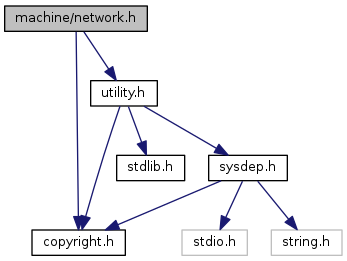 machine/network.h
utility.h
stdlib.h
sysdep.h
copyright.h
stdio.h
string.h